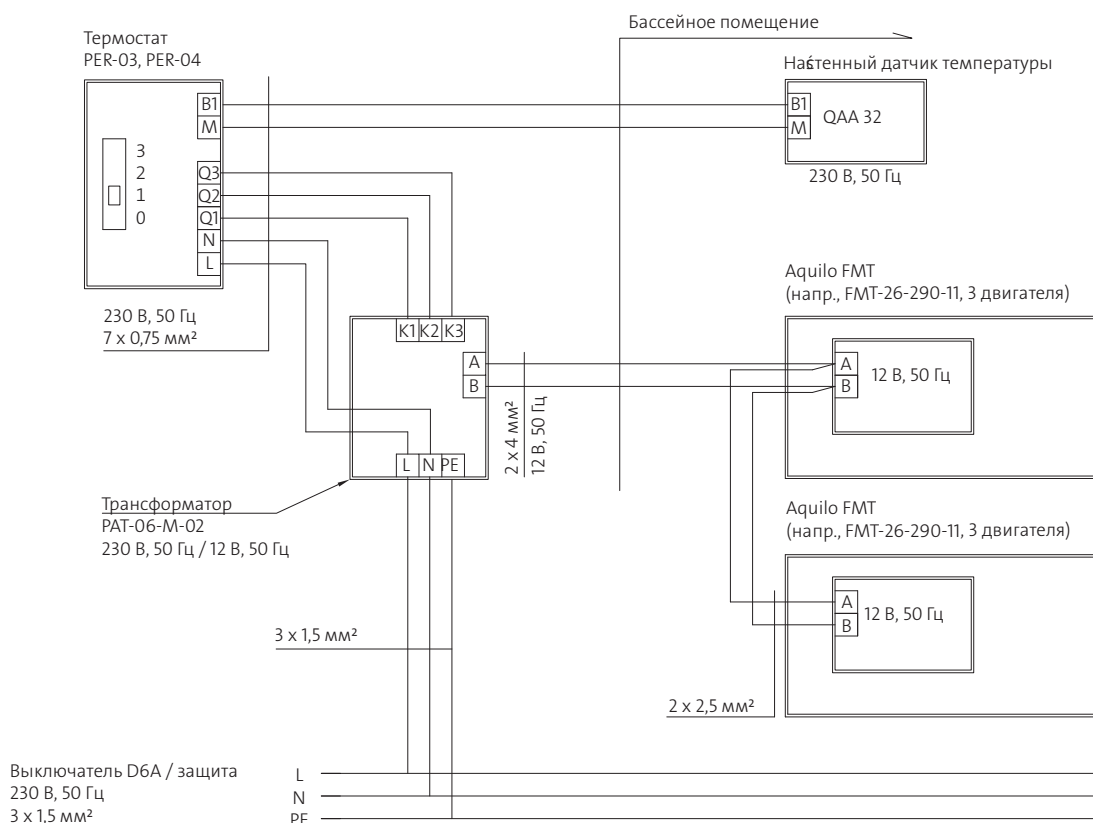 Бассейное помещение
Термостат
PER-03, PER-04
Настенный датчик температуры
B1
M
3
2
1
0
Q3
Q2
Q1
N
L
B1
M
QAA 32
230 В, 50 Гц
230 В, 50 Гц
7 x 0,75 мм²
K1 K2 K3
A
B
L N PE
2 x 4 мм²
12 В, 50 Гц
Aquilo FMT
(напр., FMT-26-290-11, 3 двигателя)
A
B
12 В, 50 Гц
Трансформатор
PAT-06-M-02
230 В, 50 Гц / 12 В, 50 Гц
Aquilo FMT
(напр., FMT-26-290-11, 3 двигателя)
A
B
12 В, 50 Гц
3 x 1,5 мм²
2 x 2,5 мм²
Выключатель D6A / защита
230 В, 50 Гц
3 x 1,5 мм²
L
N
PE